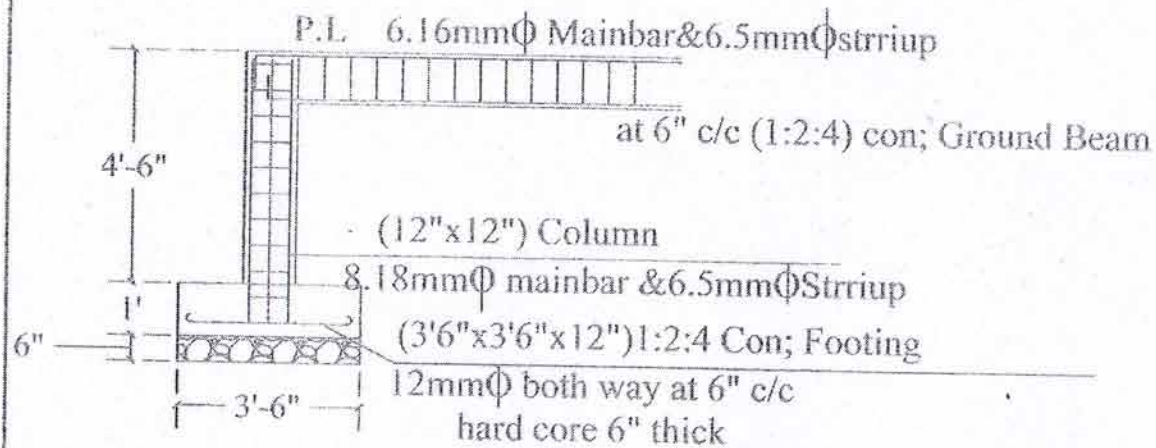 P.L 6.16mmϕ Mainbar&6.5mmϕstrriup
at 6" c/c (1:2:4) con; Ground Beam
4'-6"
(12"x12") Column
8.18mmϕ mainbar &6.5mmϕStrriup
1'
(3'6"x3'6"x12")1:2:4 Con; Footing
6"
12mmϕ both way at 6" c/c
3'-6"
hard core 6" thick